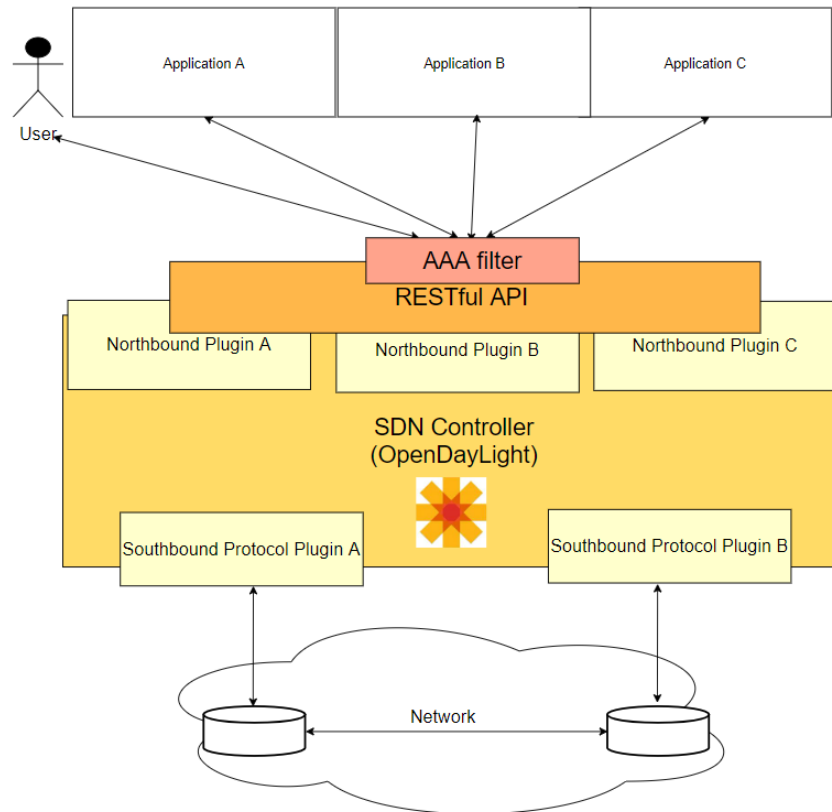 Application A
Application B
Application C
User
AAA filter
RESTful API
Northbound Plugin A
Northbound Plugin B
Northbound Plugin C
SDN Controller
(OpenDayLight)
Southbound Protocol Plugin A
Southbound Protocol Plugin B
Network